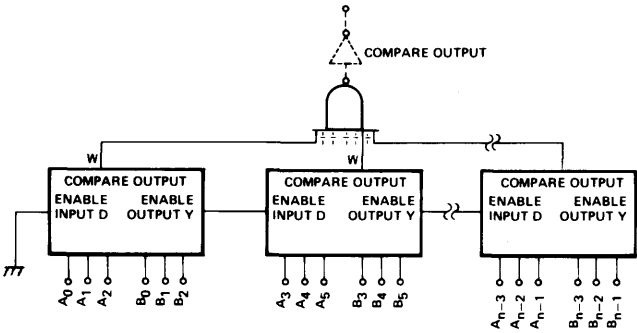 COMPARE OUTPUT
W
W
COMPARE OUTPUT
ENABLE ENABLE
INPUT D OUTPUT Y
COMPARE OUTPUT
ENABLE ENABLE
INPUT D OUTPUT Y
COMPARE OUTPUT
ENABLE ENABLE
INPUT D OUTPUT Y
A0 A1 A2 B0 B1 B2
A3 A4 A5 B3 B4 B5
An-3 An-2 An-1 Bn-3 Bn-2 Bn-1